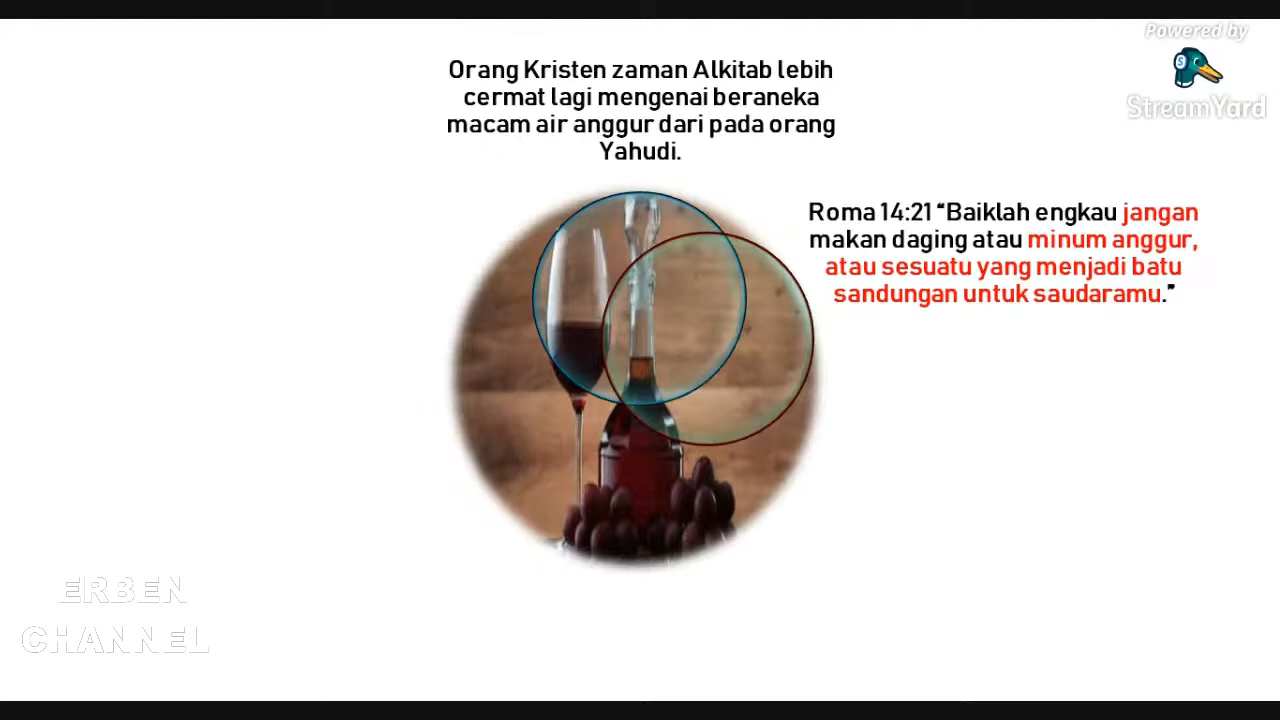 Powered by
StreamYard
Orang Kristen zaman Alkitab lebih
cermat lagi mengenai beraneka
macam air anggur dari pada orang
Yahudi.
Roma 14:21 “Baiklah engkau jangan
makan daging atau minum anggur,
atau sesuatu yang menjadi batu
sandungan untuk saudaramu.”
ERBEN
CHANNEL